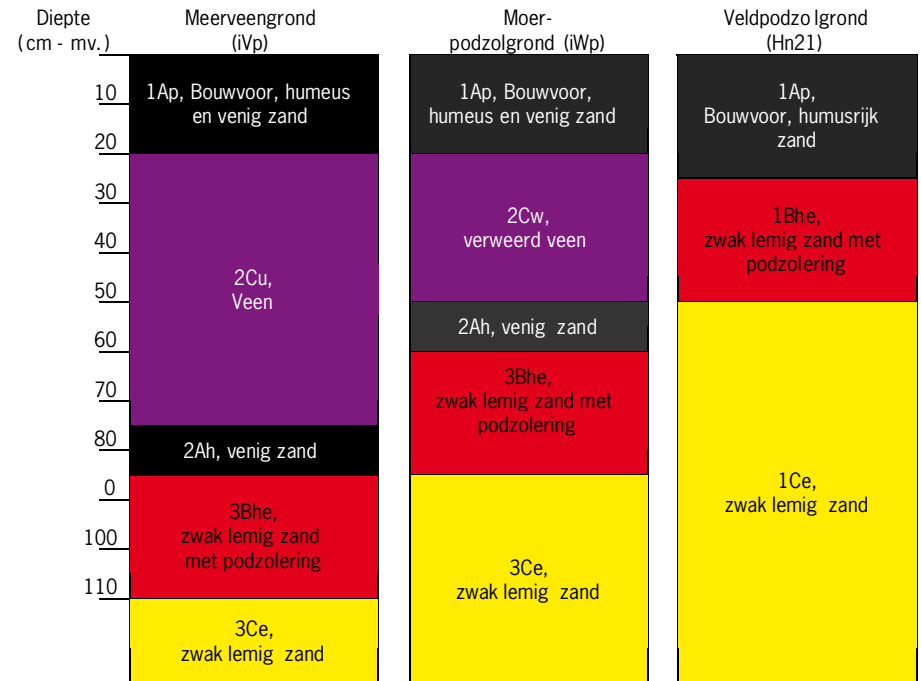 Diepte
(cm - mv.)
10
20
30
40
50
60
70
80
0
100
110
Meerveengrond
(iVp)
1Ap, Bouwvoor, humeus
en venig zand
2Cu,
Veen
2Ah, venig zand
3Bhe,
zwak lemig zand
met podzolering
3Ce,
zwak lemig zand
Moer-
podzolgrond (iWp)
1Ap, Bouwvoor,
humeus en venig zand
2Cw,
verweerd veen
2Ah, venig zand
3Bhe,
zwak lemig zand met
podzolering
3Ce,
zwak lemig zand
Veldpodzolgrond
(Hn21)
1Ap,
Bouwvoor, humusrijk
zand
1Bhe,
zwak lemig zand met
podzolering
1Ce,
zwak lemig zand